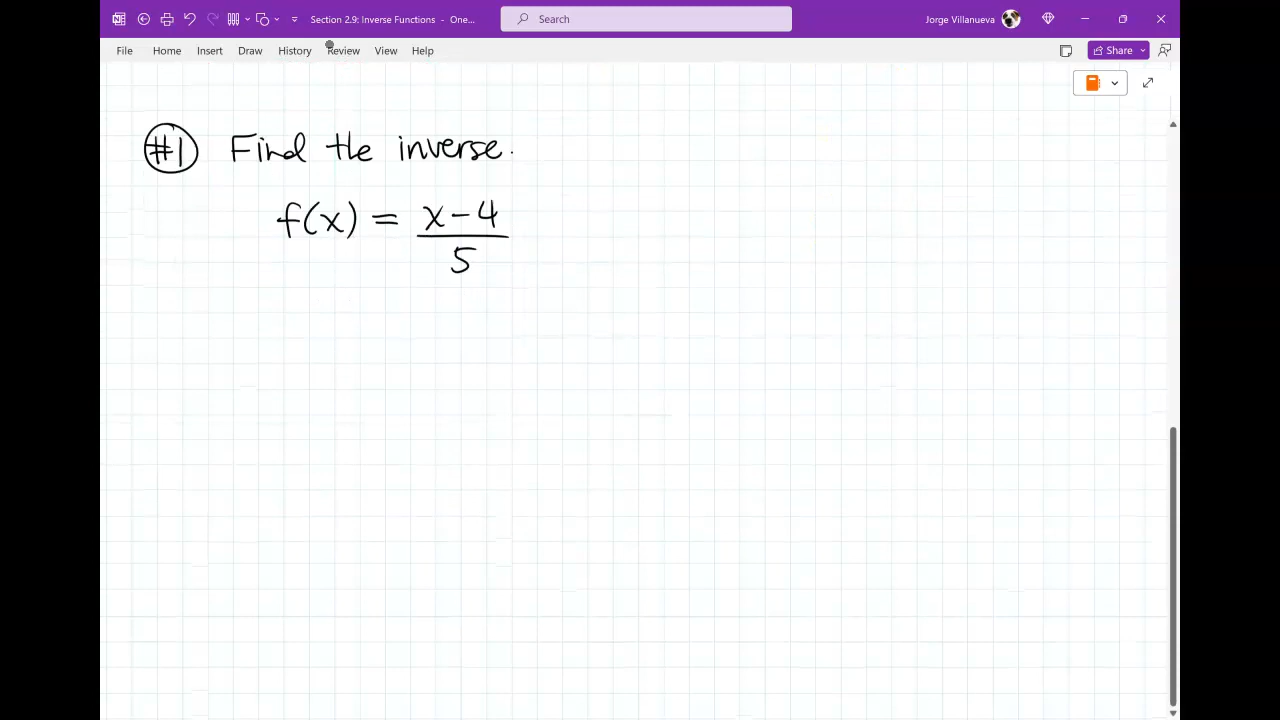 Section 2.9: Inverse Functions - One...
Search
Jorge Villanueva
File Home Insert Draw History Review View Help
Share
#1 Find the inverse.
f(x) = x-4
5